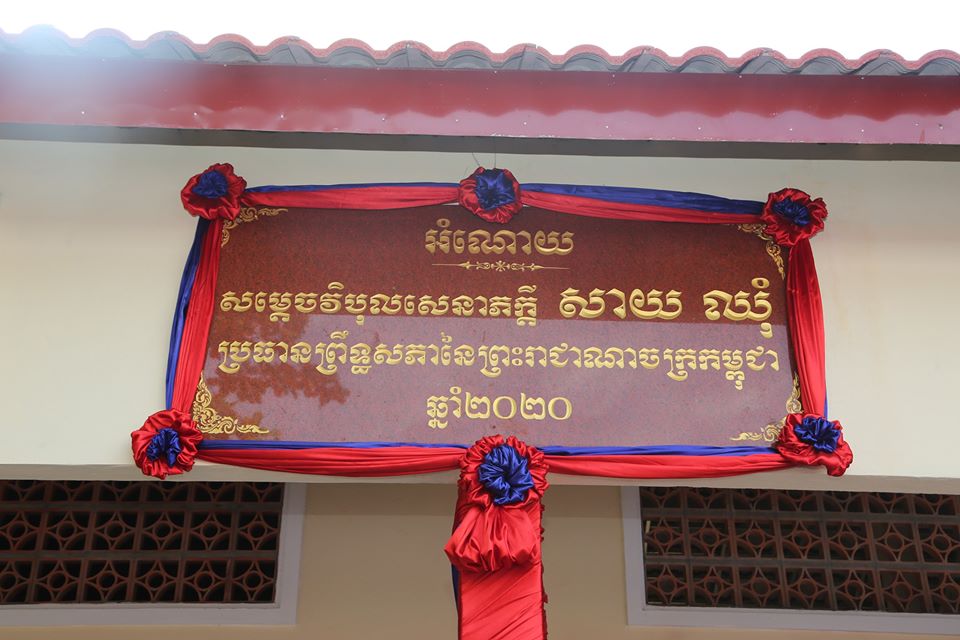 អំណោយ
សម្តេចវិបុលសេនាភក្តី សាយ ឈុំ
ប្រធានព្រឹទ្ធសភានៃព្រះរាជាណាចក្រកម្ពុជា
ឆ្នាំ២០២០